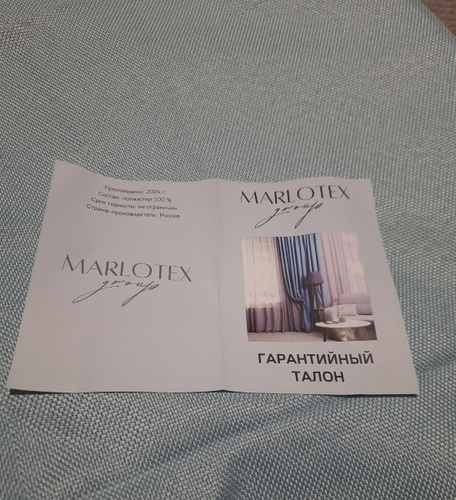 Произведено: 2024 г.
Состав: полиэстер 100 %
Срок годности: не ограничен
Страна-производитель: Россия
MARLOTEX
group
MARLOTEX
group
ГАРАНТИЙНЫЙ
ТАЛОН